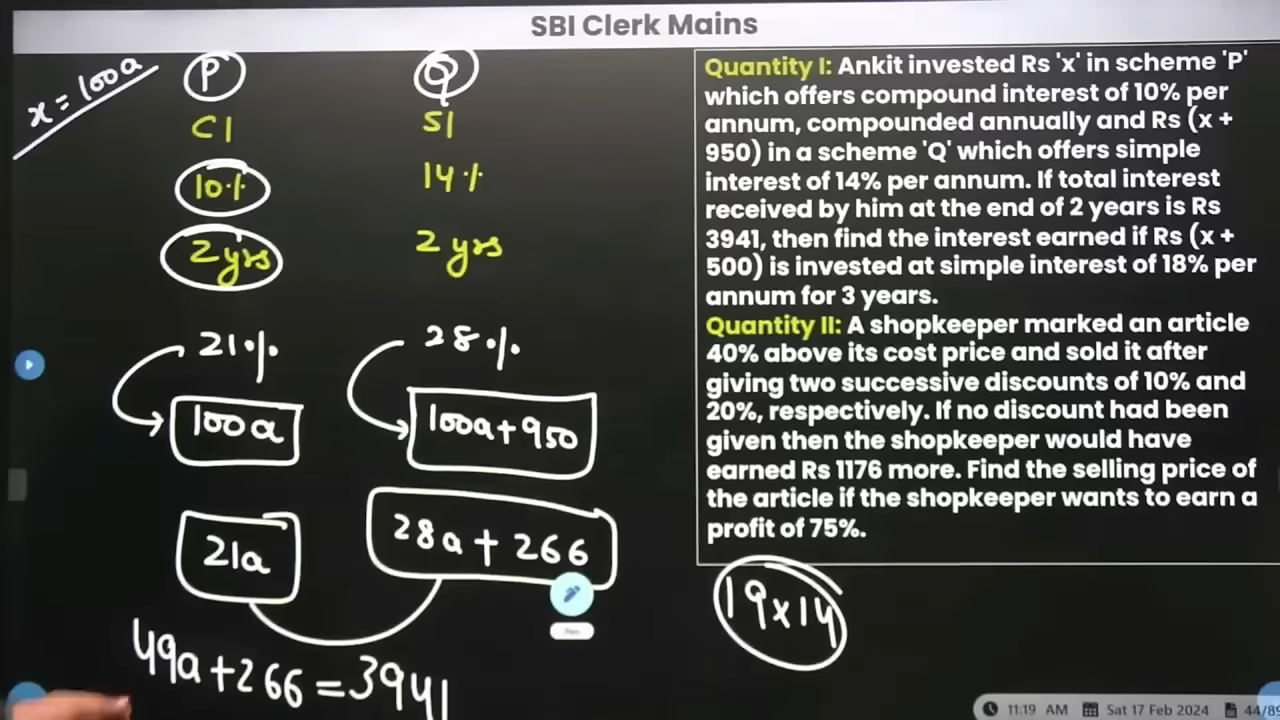 SBI Clerk Mains
x = 100a
P
Q
CI
SI
10%
14%
2 yrs
2 yrs
21%
28%
100a
100a + 950
21a
28a + 266
49a + 266 = 3941
Quantity I: Ankit invested Rs 'x' in scheme 'P'
which offers compound interest of 10% per
annum, compounded annually and Rs (x +
950) in a scheme 'Q' which offers simple
interest of 14% per annum. If total interest
received by him at the end of 2 years is Rs
3941, then find the interest earned if Rs (x +
500) is invested at simple interest of 18% per
annum for 3 years.
Quantity II: A shopkeeper marked an article
40% above its cost price and sold it after
giving two successive discounts of 10% and
20%, respectively. If no discount had been
given then the shopkeeper would have
earned Rs 1176 more. Find the selling price of
the article if the shopkeeper wants to earn a
profit of 75%.
19 x 14
11:19 AM Sat 17 Feb 2024 44/89